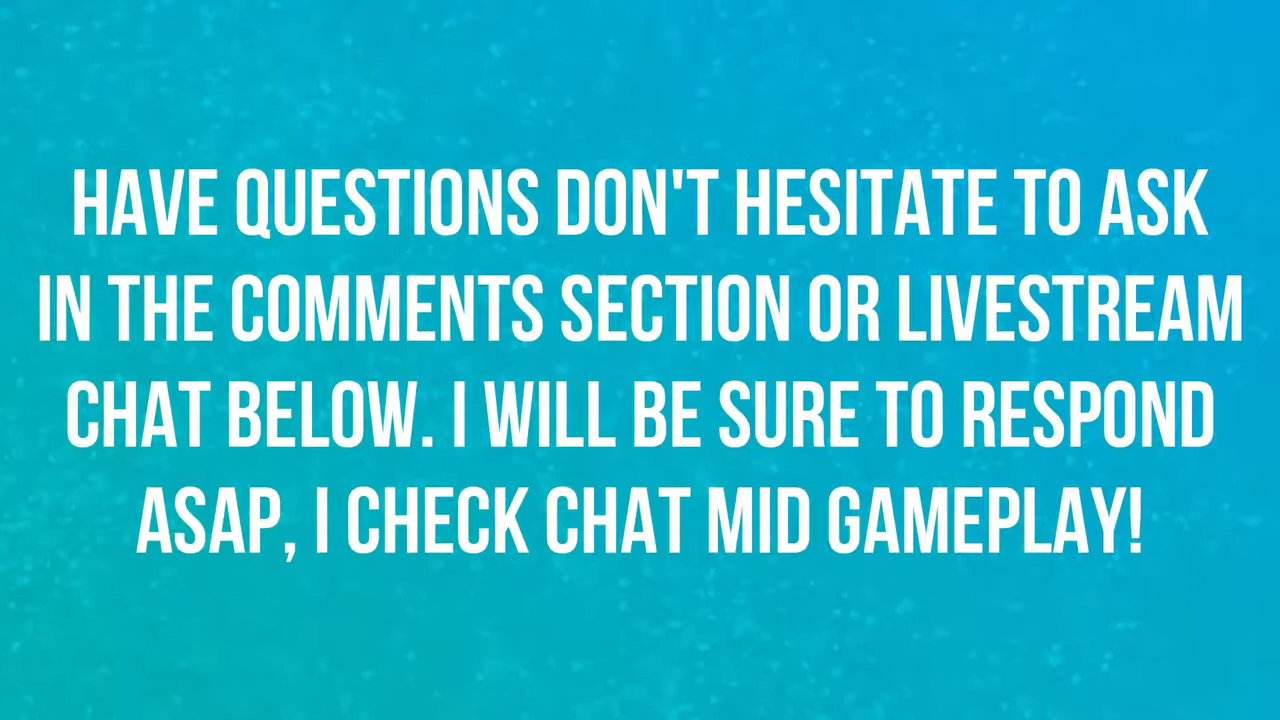 HAVE QUESTIONS DON'T HESITATE TO ASK
IN THE COMMENTS SECTION OR LIVESTREAM
CHAT BELOW. I WILL BE SURE TO RESPOND
ASAP, I CHECK CHAT MID GAMEPLAY!